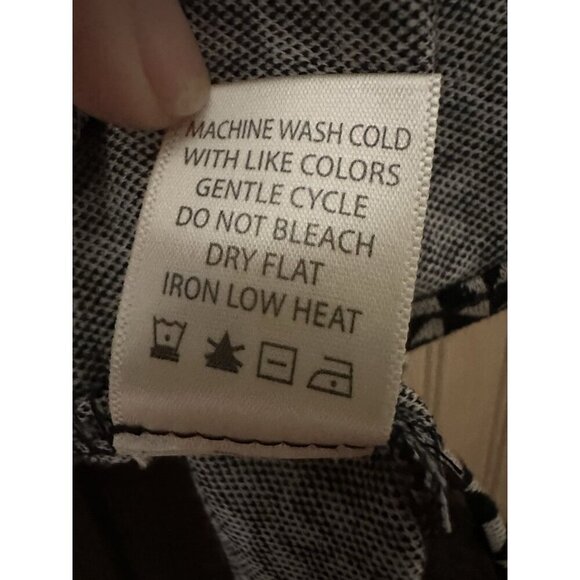 MACHINE WASH COLD
WITH LIKE COLORS
GENTLE CYCLE
DO NOT BLEACH
DRY FLAT
IRON LOW HEAT